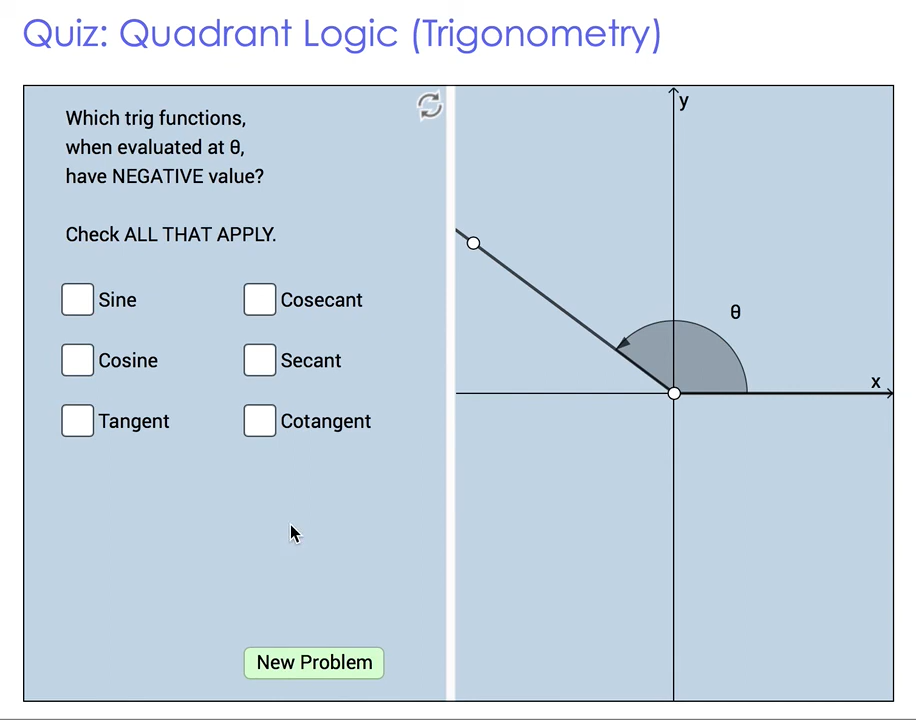 Quiz: Quadrant Logic (Trigonometry)
Which trig functions,
when evaluated at θ,
have NEGATIVE value?
Check ALL THAT APPLY.
Sine
Cosecant
Cosine
Secant
Tangent
Cotangent
New Problem
y
θ
x